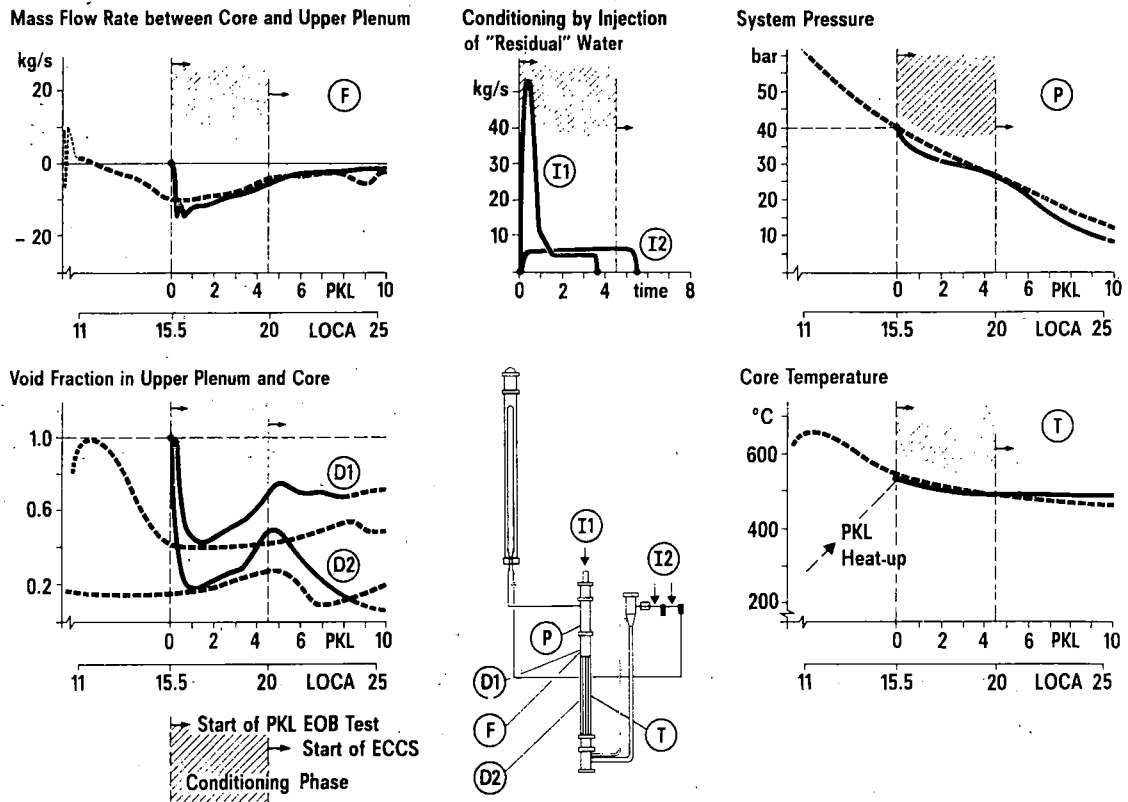 Mass Flow Rate between Core and Upper Plenum
kg/s
20
0
- 20
F
0 2 4 6 PKL 10
11 15.5 20 LOCA 25
Conditioning by Injection
of "Residual" Water
kg/s
40
30
20
10
0
I1
I2
0 2 4 time 8
System Pressure
bar
50
40
30
20
10
P
0 2 4 6 PKL 10
11 15.5 20 LOCA 25
Void Fraction in Upper Plenum and Core
1.0
0.6
0.2
D1
D2
0 2 4 6 PKL 10
11 15.5 20 LOCA 25
Start of PKL EOB Test
Start of ECCS
Conditioning Phase
I1
I2
P
D1
F
T
D2
Core Temperature
°C
600
400
200
T
PKL
Heat-up
0 2 4 6 PKL 10
11 15.5 20 LOCA 25